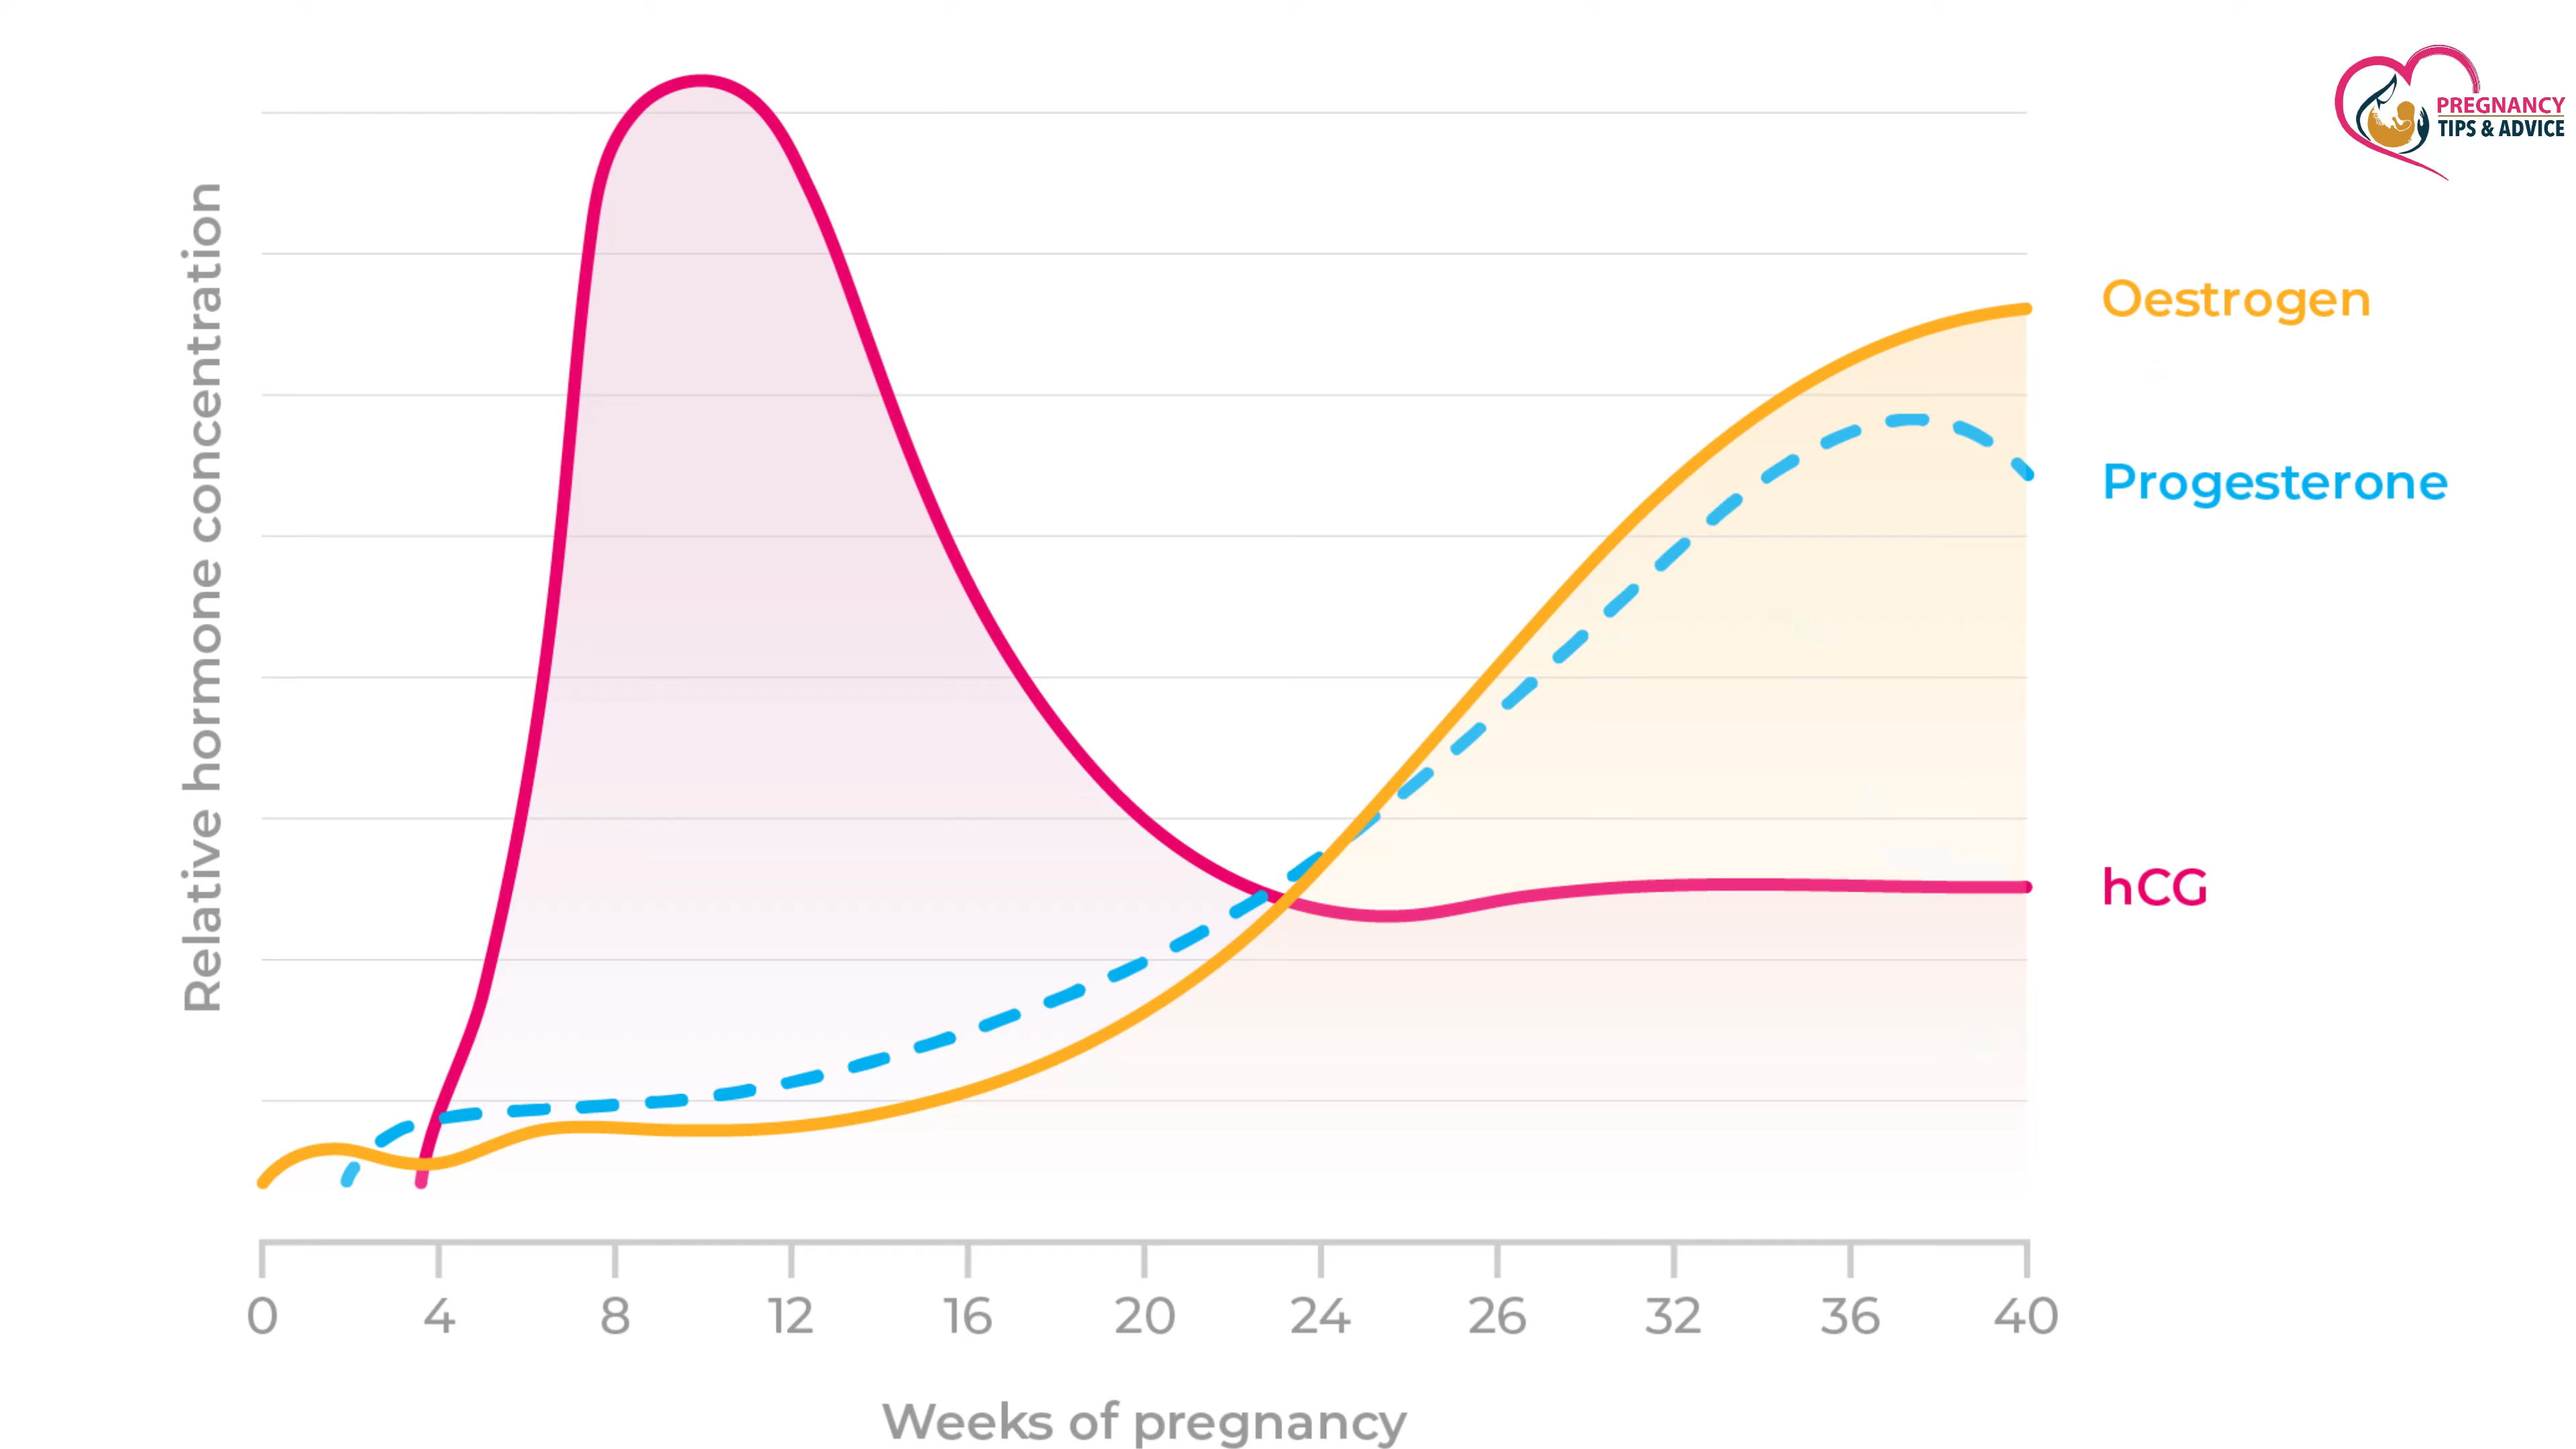 PREGNANCY
TIPS & ADVICE
Relative hormone concentration
Oestrogen
Progesterone
hCG
0 4 8 12 16 20 24 26 32 36 40
Weeks of pregnancy